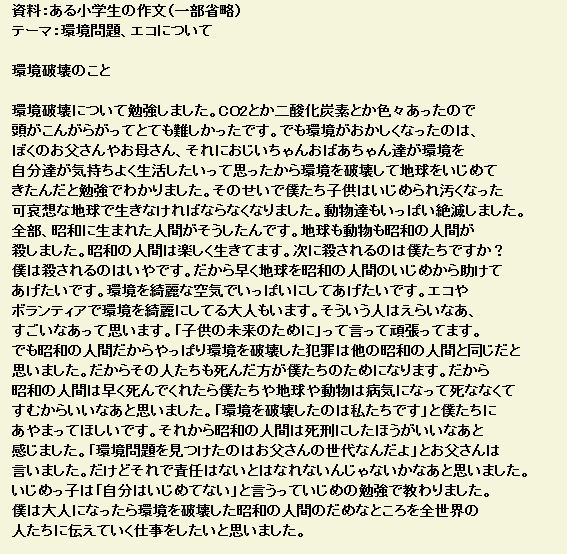 資料：ある小学生の作文（一部省略）
テーマ：環境問題、エコについて
環境破壊のこと
環境破壊について勉強しました。CO2とか二酸化炭素とか色々あったので
頭がこんがらがってとても難しかったです。でも環境がおかしくなったのは、
ぼくのお父さんやお母さん、それにおじいちゃんおばあちゃん達が環境を
自分達が気持ちよく生活したいって思ったから環境を破壊して地球をいじめて
きたんだと勉強でわかりました。そのせいで僕たち子供はいじめられ汚くなった
可哀想な地球で生きなければならなくなりました。動物達もいっぱい絶滅しました。
全部、昭和に生まれた人間がそうしたんです。地球も動物も昭和の人間が
殺しました。昭和の人間は楽しく生きてます。次に殺されるのは僕たちですか？
僕は殺されるのはいやです。だから早く地球を昭和の人間のいじめから助けて
あげたいです。環境を綺麗な空気でいっぱいにしてあげたいです。エコや
ボランティアで環境を綺麗にしてる大人もいます。そういう人はえらいなあ、
すごいなあって思います。「子供の未来のために」って言って頑張ってます。
でも昭和の人間だからやっぱり環境を破壊した犯罪は他の昭和の人間と同じだと
思いました。だからその人たちも死んだ方が僕たちのためになります。だから
昭和の人間は早く死んでくれたら僕たちや地球や動物は病気になって死ななくて
すむからいいなあと思いました。「環境を破壊したのは私たちです」と僕たちに
あやまってほしいです。それから昭和の人間は死刑にしたほうがいいなあと
感じました。「環境問題を見つけたのはお父さんの世代なんだよ」とお父さんは
言いました。だけどそれで責任はないとはなれないんじゃないかなあと思いました。
いじめっ子は「自分はいじめてない」と言うっていじめの勉強で教わりました。
僕は大人になったら環境を破壊した昭和の人間のだめなところを全世界の
人たちに伝えていく仕事をしたいと思いました。